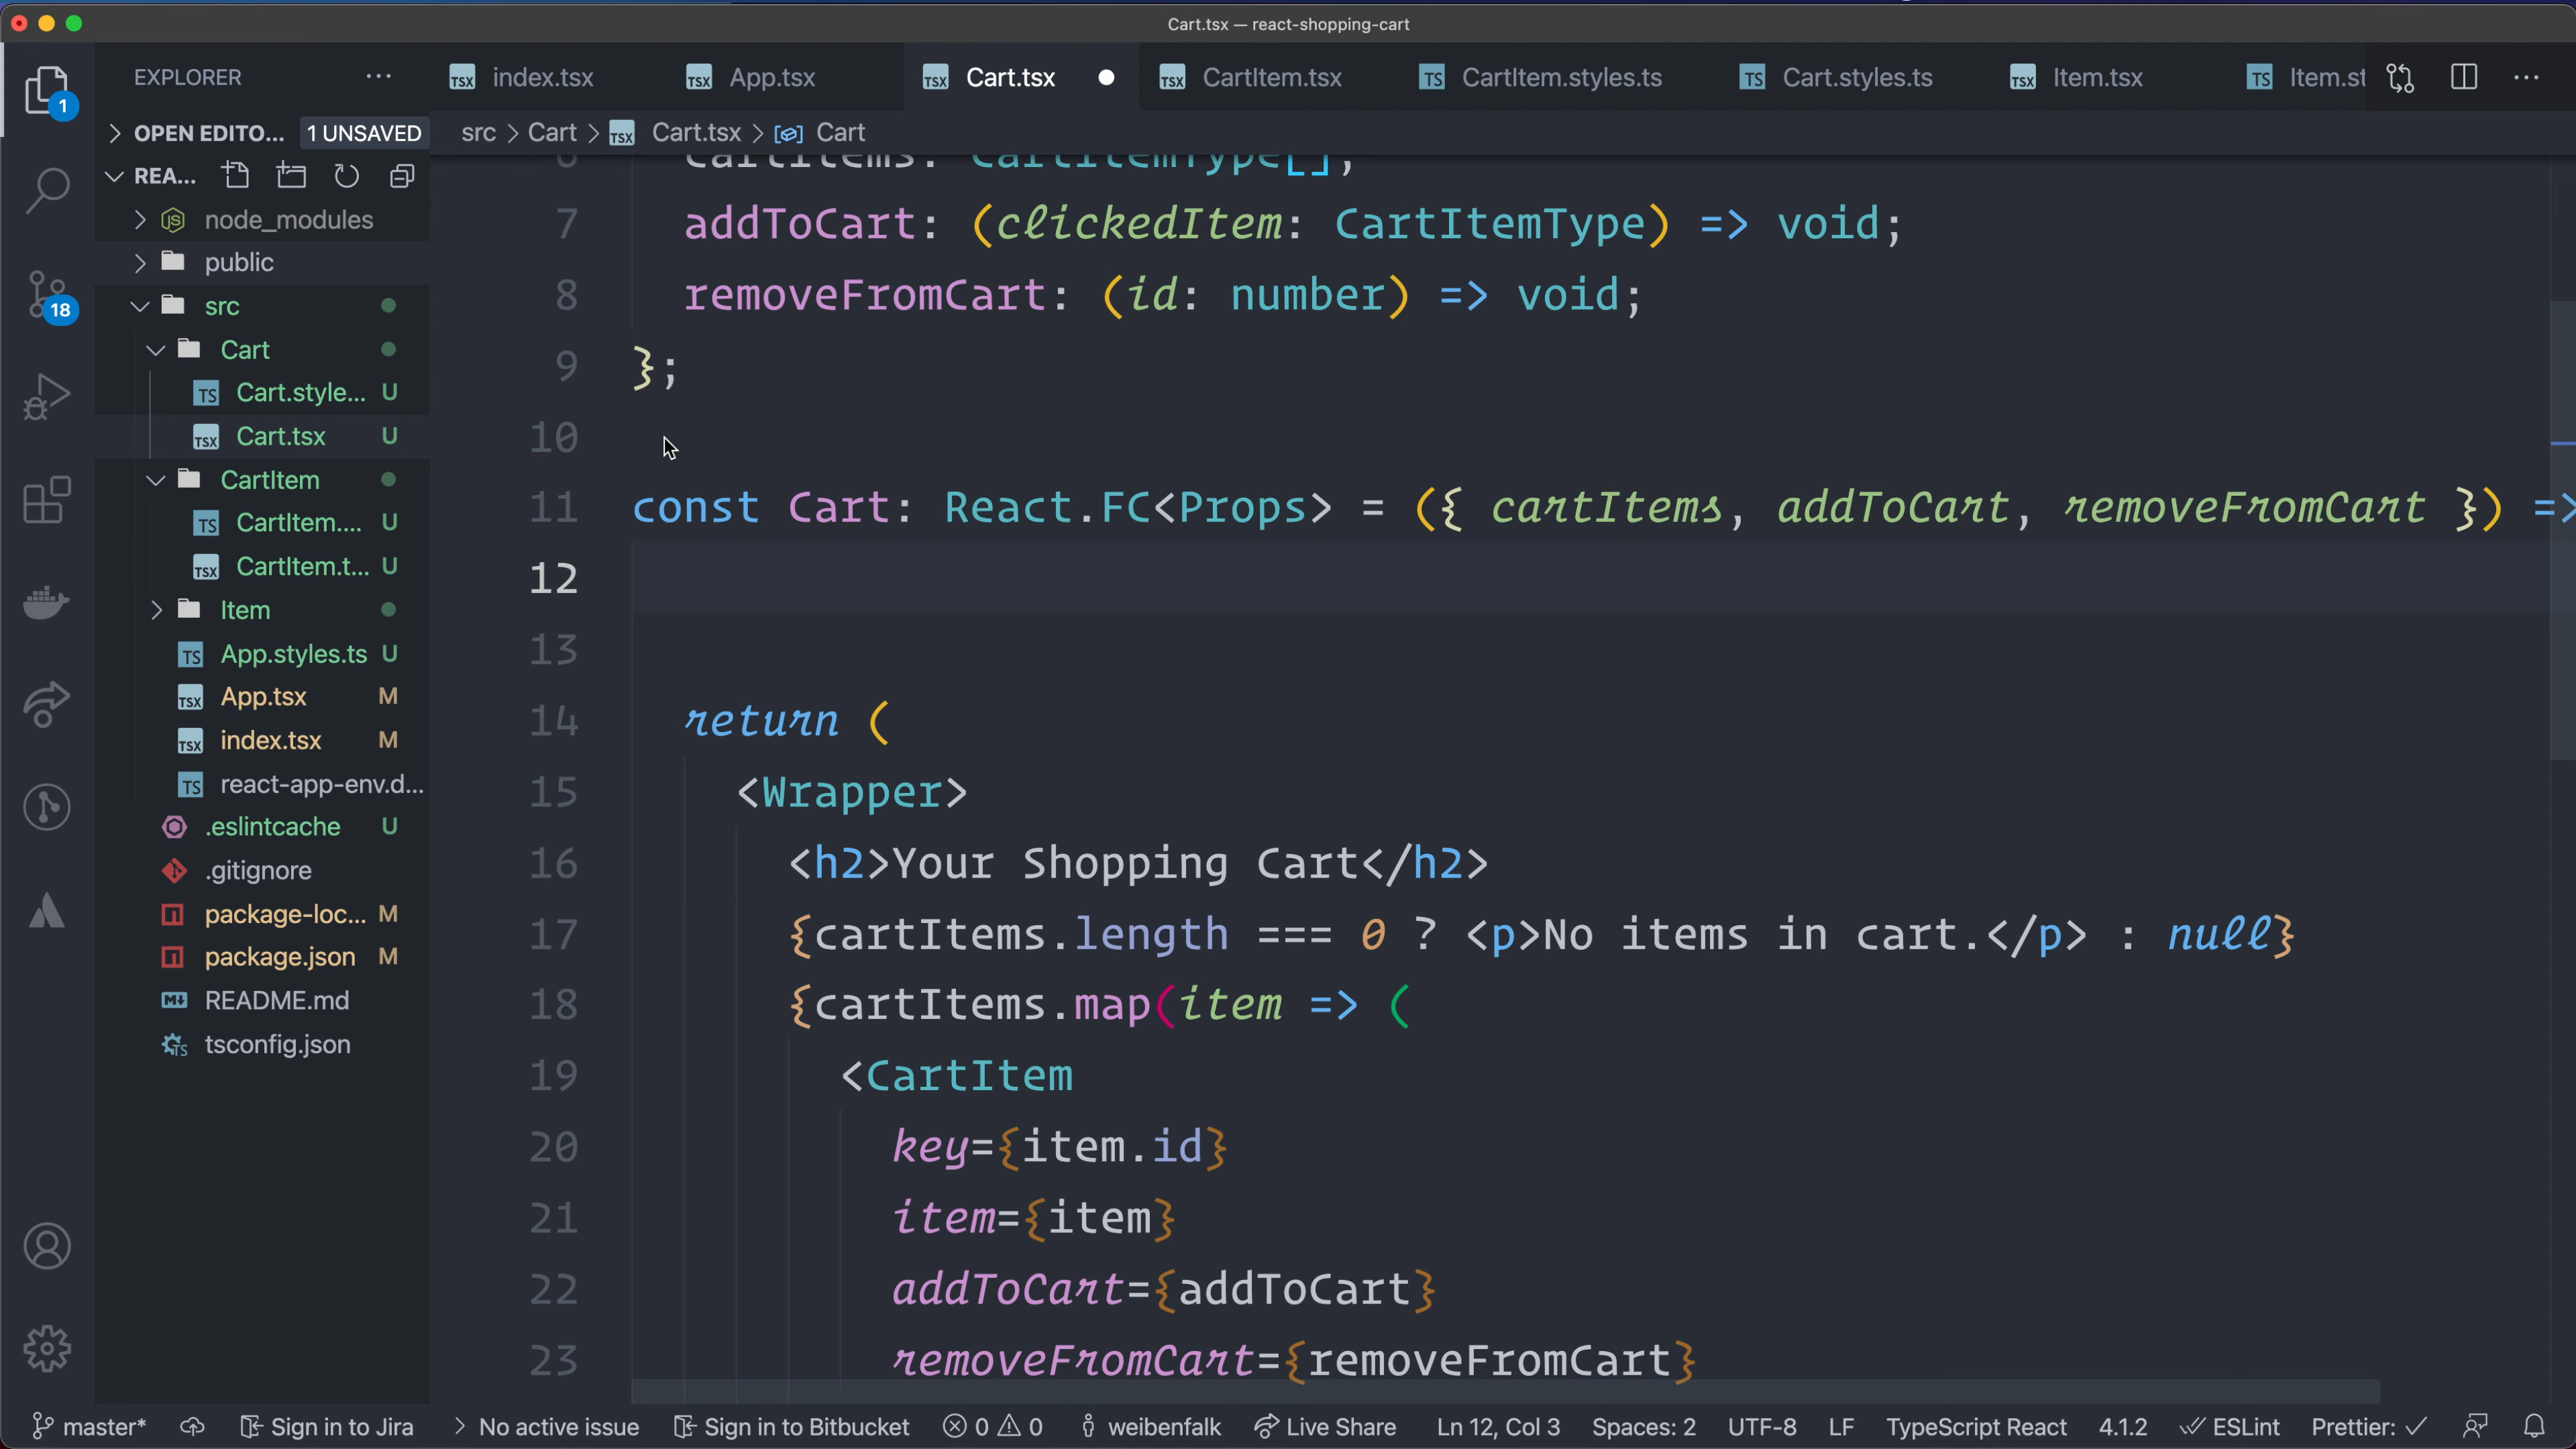 Cart.tsx — react-shopping-cart
EXPLORER
index.tsx
App.tsx
Cart.tsx
CartItem.tsx
CartItem.styles.ts
Cart.styles.ts
Item.tsx
Item.st
OPEN EDITO... 1 UNSAVED
src > Cart > Cart.tsx > Cart
REA...
node_modules
public
src
Cart
Cart.style... U
Cart.tsx U
CartItem
CartItem.... U
CartItem.t... U
Item
App.styles.ts U
App.tsx M
index.tsx M
react-app-env.d...
.eslintcache U
.gitignore
package-loc... M
package.json M
README.md
tsconfig.json
1
18
6 cartItems: CartItemType[];
7 addToCart: (clickedItem: CartItemType) => void;
8 removeFromCart: (id: number) => void;
9 };
10
11 const Cart: React.FC<Props> = ({ cartItems, addToCart, removeFromCart }) =>
12
13
14 return (
15 <Wrapper>
16 <h2>Your Shopping Cart</h2>
17 {cartItems.length === 0 ? <p>No items in cart.</p> : null}
18 {cartItems.map(item => (
19 <CartItem
20 key={item.id}
21 item={item}
22 addToCart={addToCart}
23 removeFromCart={removeFromCart}
master* Sign in to Jira > No active issue Sign in to Bitbucket 0 0 weibenfalk Live Share Ln 12, Col 3 Spaces: 2 UTF-8 LF TypeScript React 4.1.2 ESLint Prettier: ✓